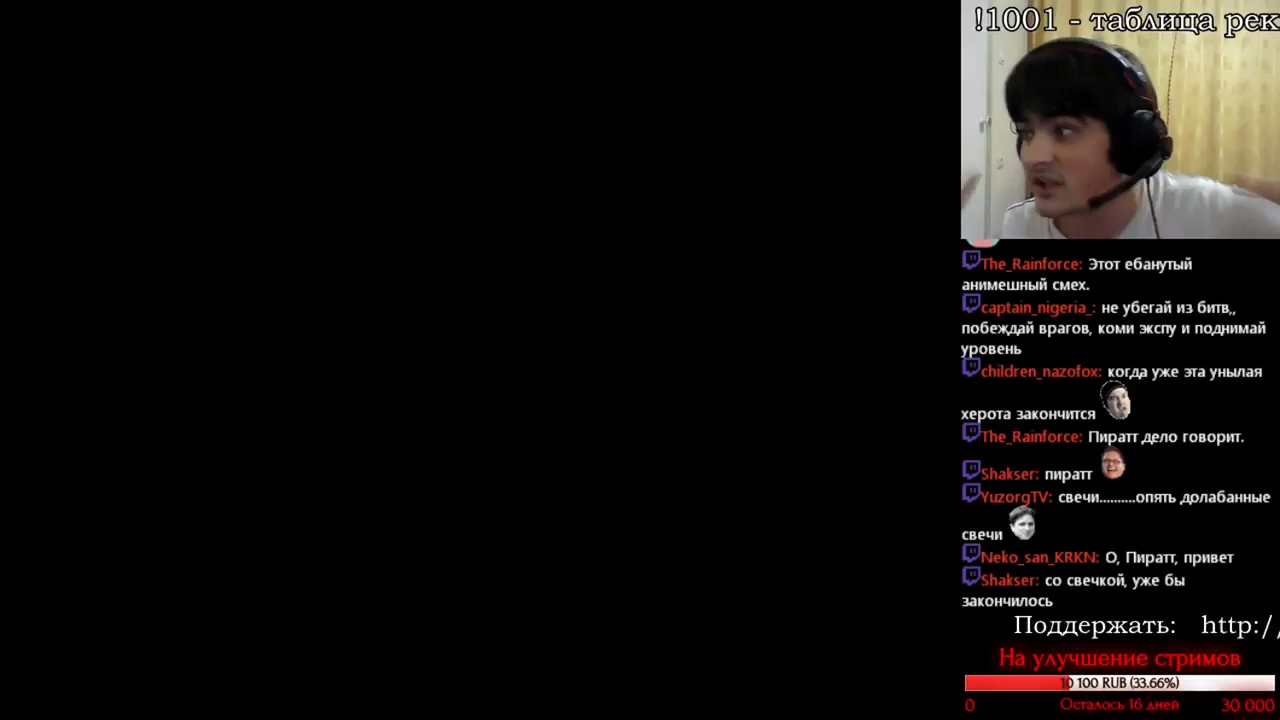 !1001 - таблица рек
The_Rainforce: Этот ебанутый
анимешный смех.
captain_nigeria_: не убегай из битв,,
побеждай врагов, коми экспу и поднимай
уровень
children_nazofox: когда уже эта унылая
херота закончится
The_Rainforce: Пиратт дело говорит.
Shakser: пиратт
YuzorgTV: свечи..........опять долабанные
свечи
Neko_san_KRKN: О, Пиратт, привет
Shakser: со свечкой, уже бы
закончилось
Поддержать: http:/
На улучшение стримов
10 100 RUB (33.66%)
0 Осталось 16 дней 30 000